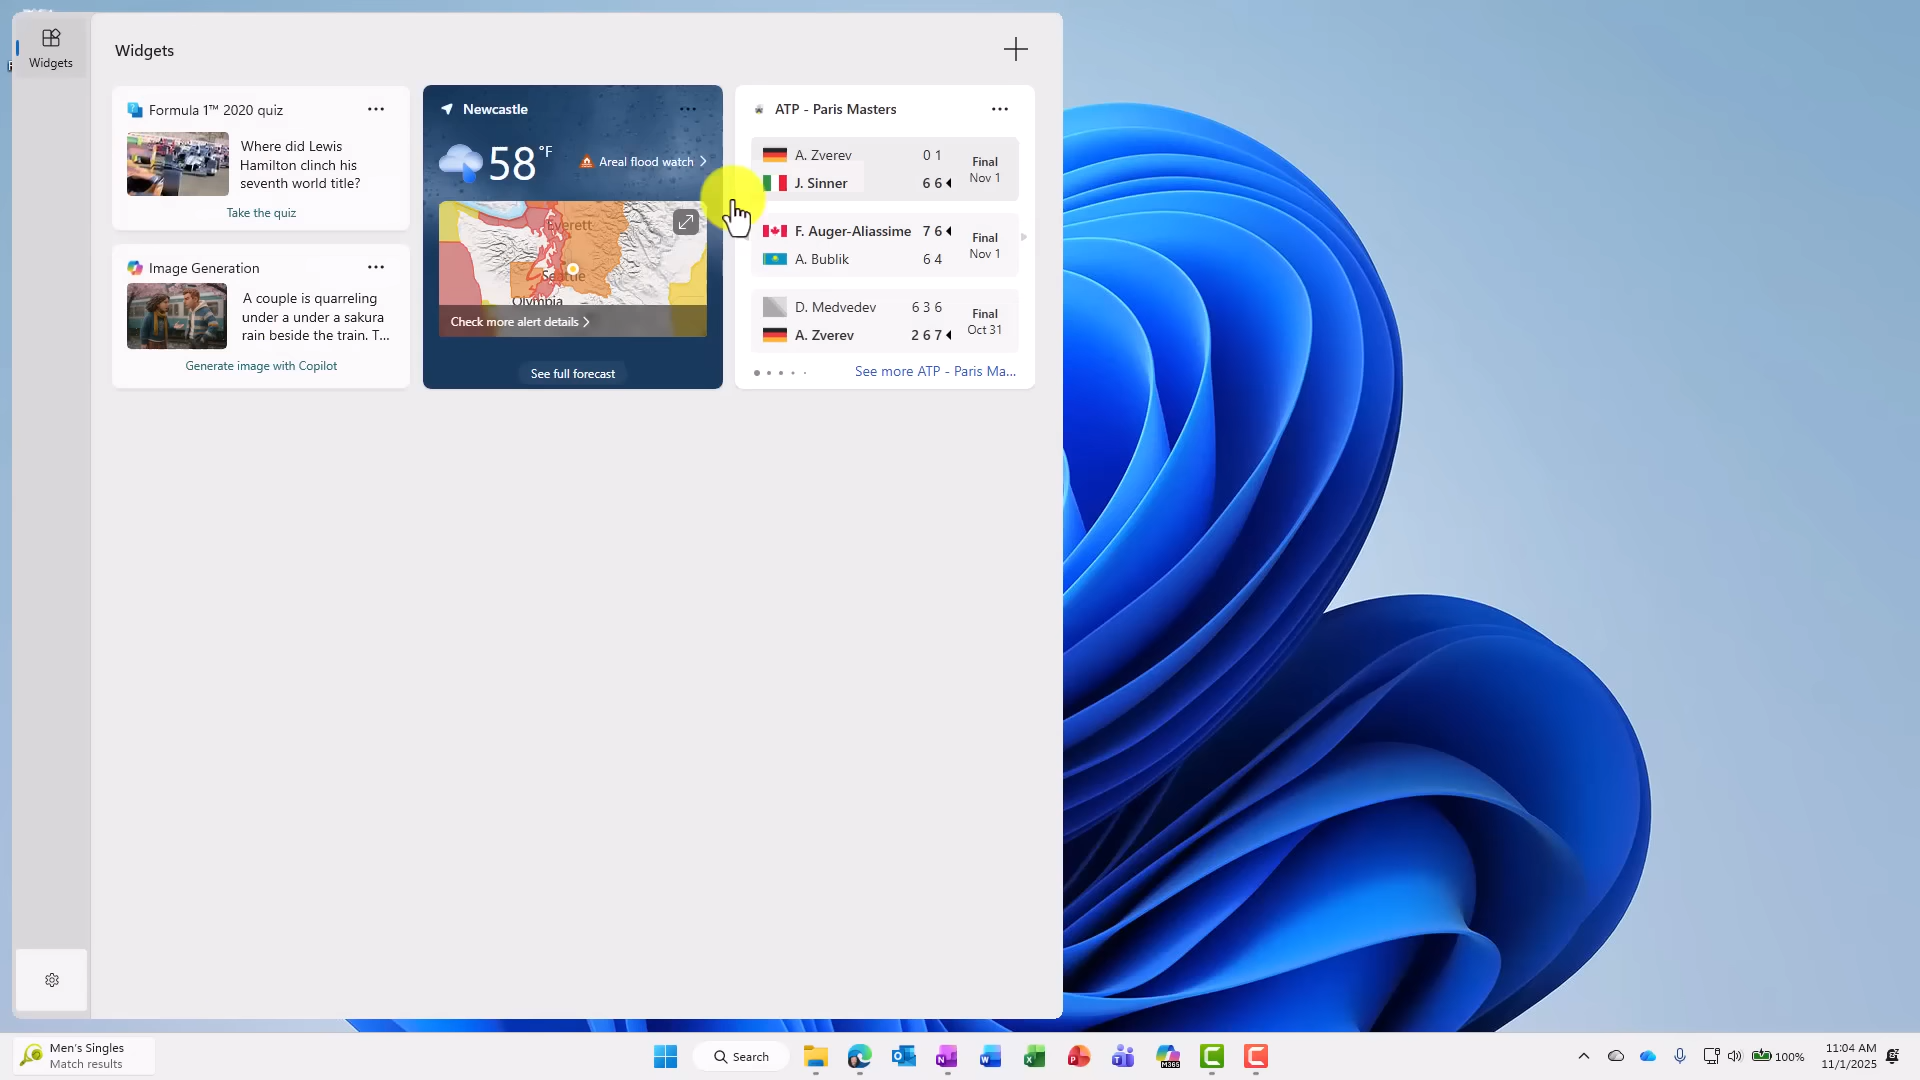 Widgets
Widgets
Formula 1™ 2020 quiz
Where did Lewis
Hamilton clinch his
seventh world title?
Take the quiz
Image Generation
A couple is quarreling
under a under a sakura
rain beside the train. T...
Generate image with Copilot
Newcastle
58 °F
Areal flood watch
Everett
Seattle
Olympia
Check more alert details
See full forecast
ATP - Paris Masters
A. Zverev 0 1
J. Sinner 6 6
Final
Nov 1
F. Auger-Aliassime 7 6
A. Bublik 6 4
Final
Nov 1
D. Medvedev 6 3 6
A. Zverev 2 6 7
Final
Oct 31
See more ATP - Paris Ma...
Men's Singles
Match results
Search
M365
100%
11:04 AM
11/1/2025